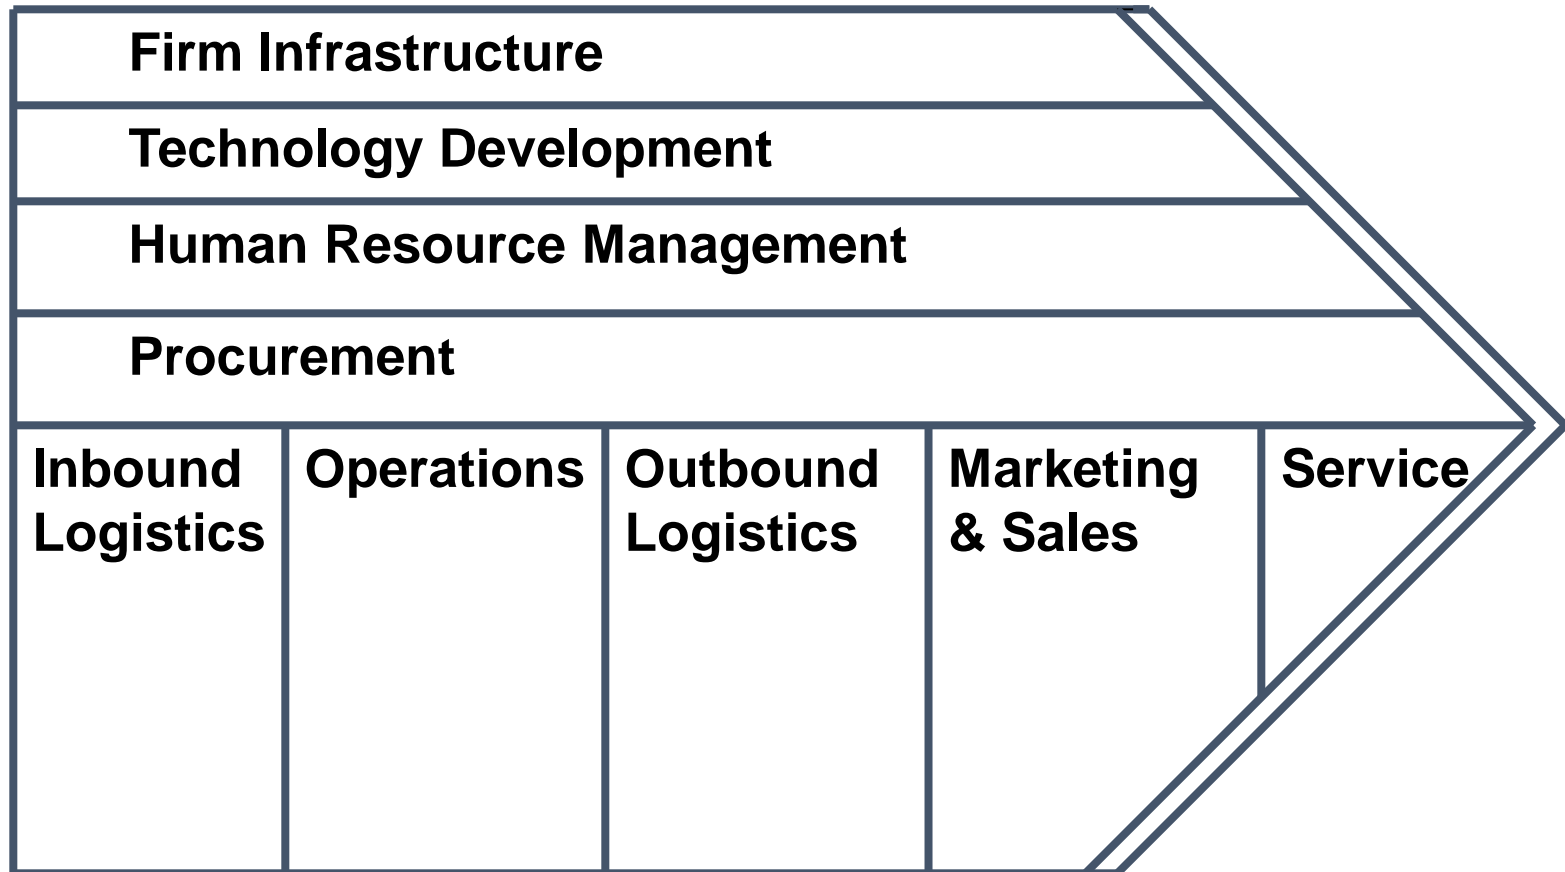 Firm Infrastructure
Technology Development
Human Resource Management
Procurement
Inbound
Logistics
Operations
Outbound
Logistics
Marketing
& Sales
Service